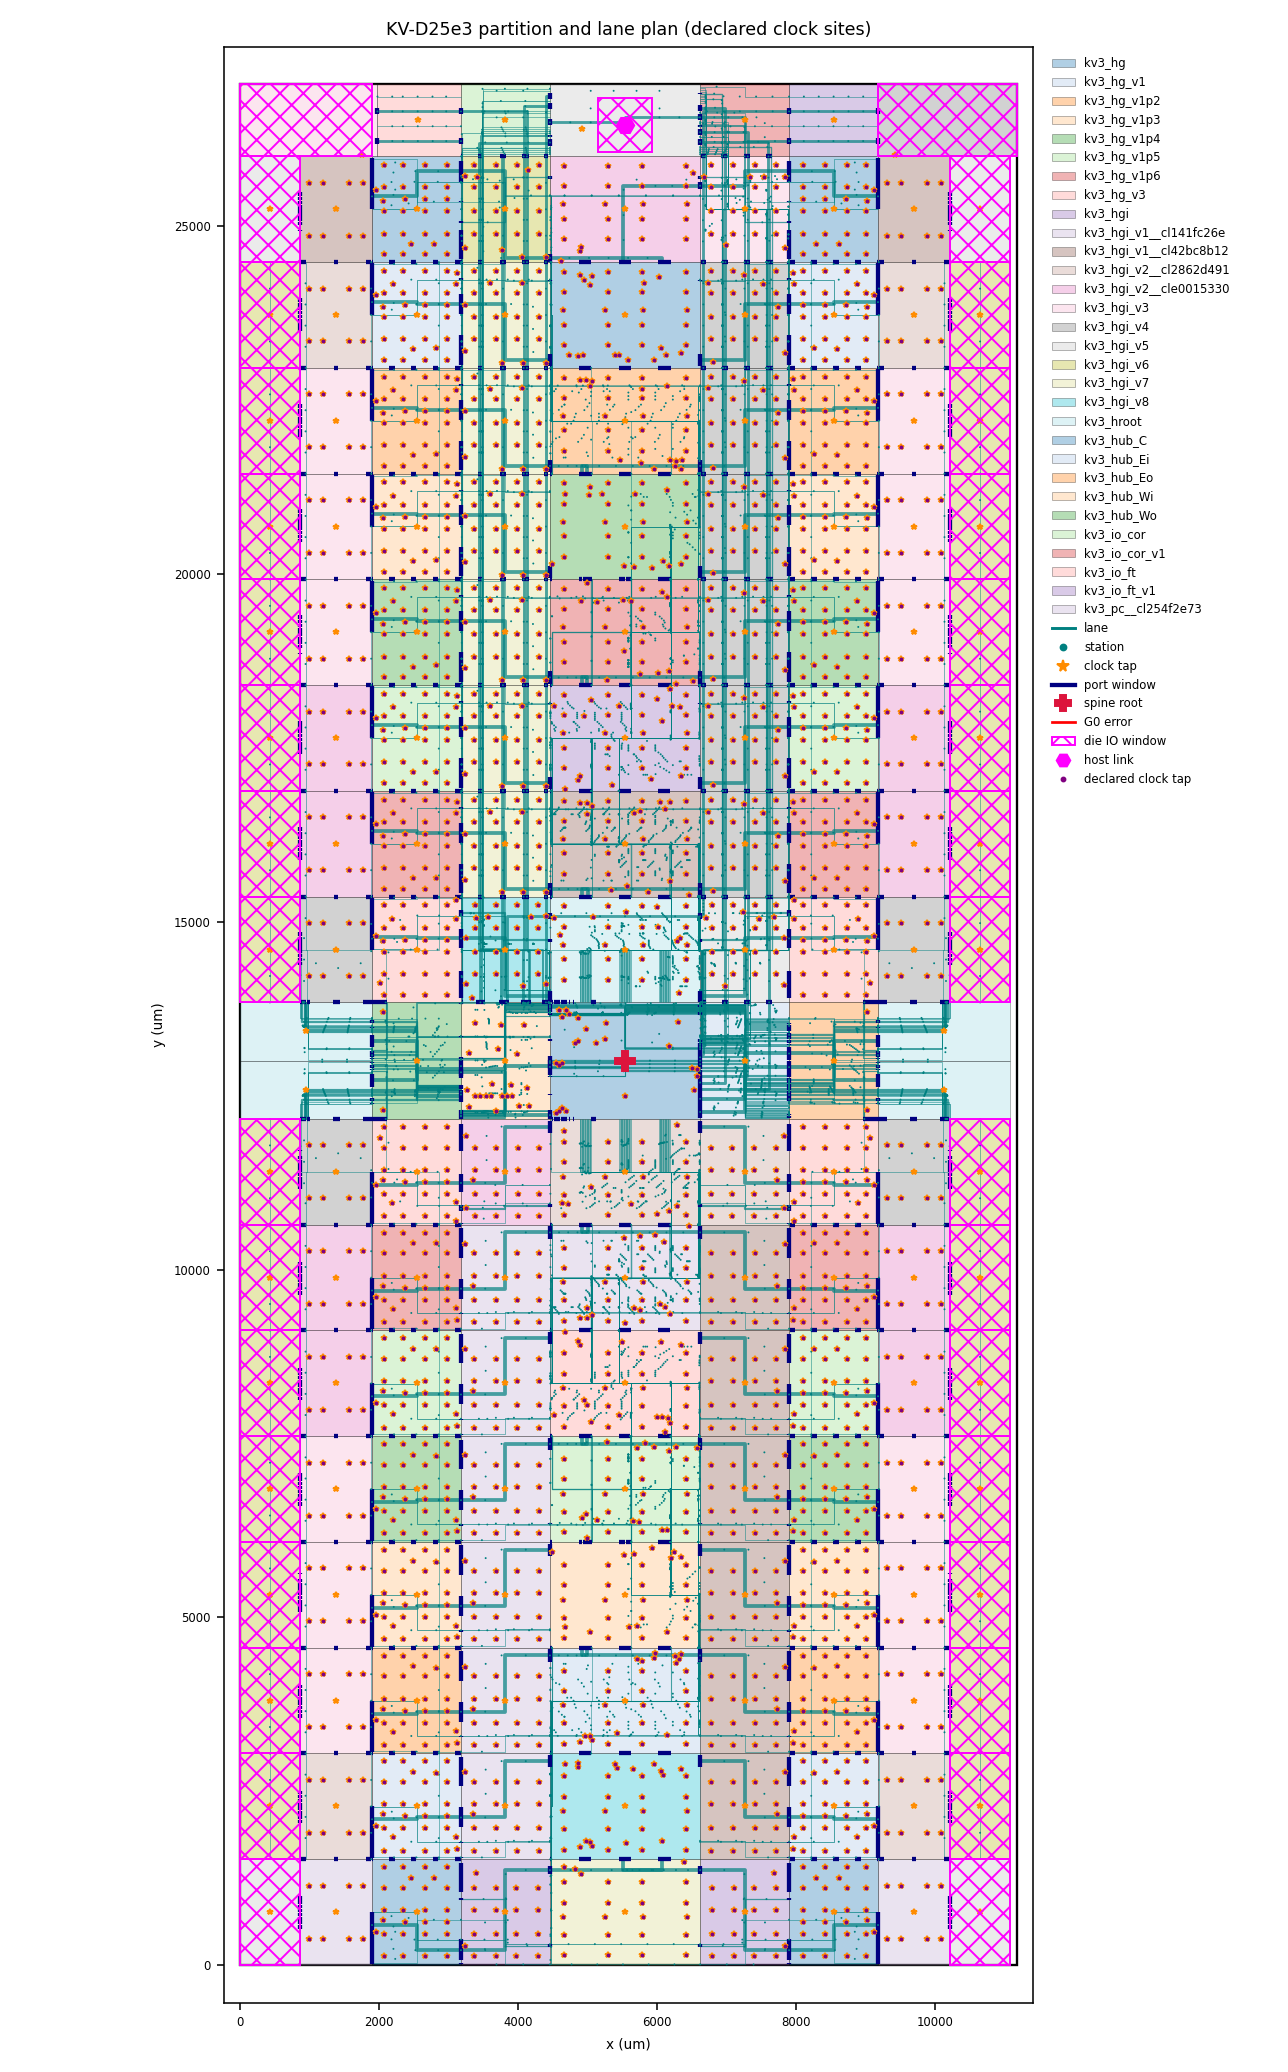 KV-D25e3 partition and lane plan (declared clock sites)
kv3_hg
kv3_hg_v1
kv3_hg_v1p2
kv3_hg_v1p3
kv3_hg_v1p4
kv3_hg_v1p5
kv3_hg_v1p6
kv3_hg_v3
kv3_hgi
kv3_hgi_v1__cl141fc26e
kv3_hgi_v1__cl42bc8b12
kv3_hgi_v2__cl2862d491
kv3_hgi_v2__cle0015330
kv3_hgi_v3
kv3_hgi_v4
kv3_hgi_v5
kv3_hgi_v6
kv3_hgi_v7
kv3_hgi_v8
kv3_hroot
kv3_hub_C
kv3_hub_Ei
kv3_hub_Eo
kv3_hub_Wi
kv3_hub_Wo
kv3_io_cor
kv3_io_cor_v1
kv3_io_ft
kv3_io_ft_v1
kv3_pc__cl254f2e73
lane
station
clock tap
port window
spine root
G0 error
die IO window
host link
declared clock tap
25000
20000
15000
10000
5000
0
y (um)
0
2000
4000
6000
8000
10000
x (um)